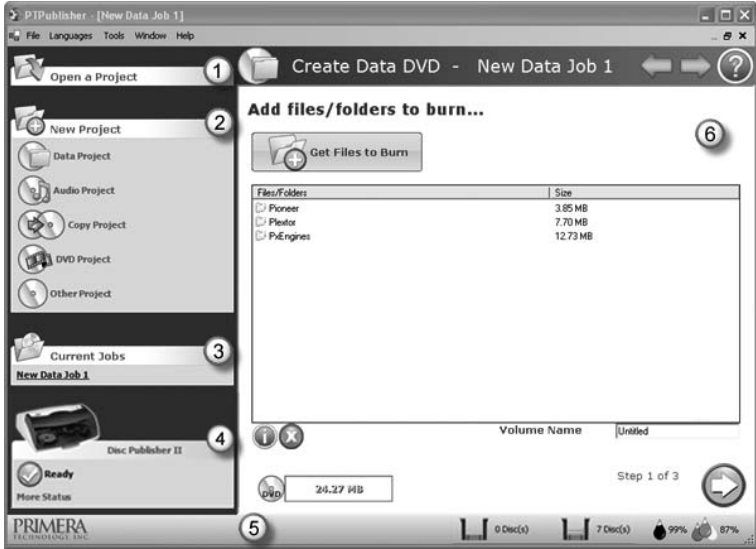 PTPublisher - [New Data Job 1]
File Languages Tools Window Help
Open a Project
1
New Project
2
Data Project
Audio Project
Copy Project
DVD Project
Other Project
Current Jobs
3
New Data Job 1
4
Disc Publisher II
Ready
More Status
Create Data DVD - New Data Job 1
?
Add files/folders to burn...
6
Get Files to Burn
Files/Folders Size
Pioneer 3.85 MB
Plextor 7.70 MB
PxEngines 12.73 MB
i X
Volume Name Untitled
Step 1 of 3
DVD 24.27 MB
PRIMERA
TECHNOLOGY, INC.
5
0 Disc(s) 7 Disc(s) 99% 87%